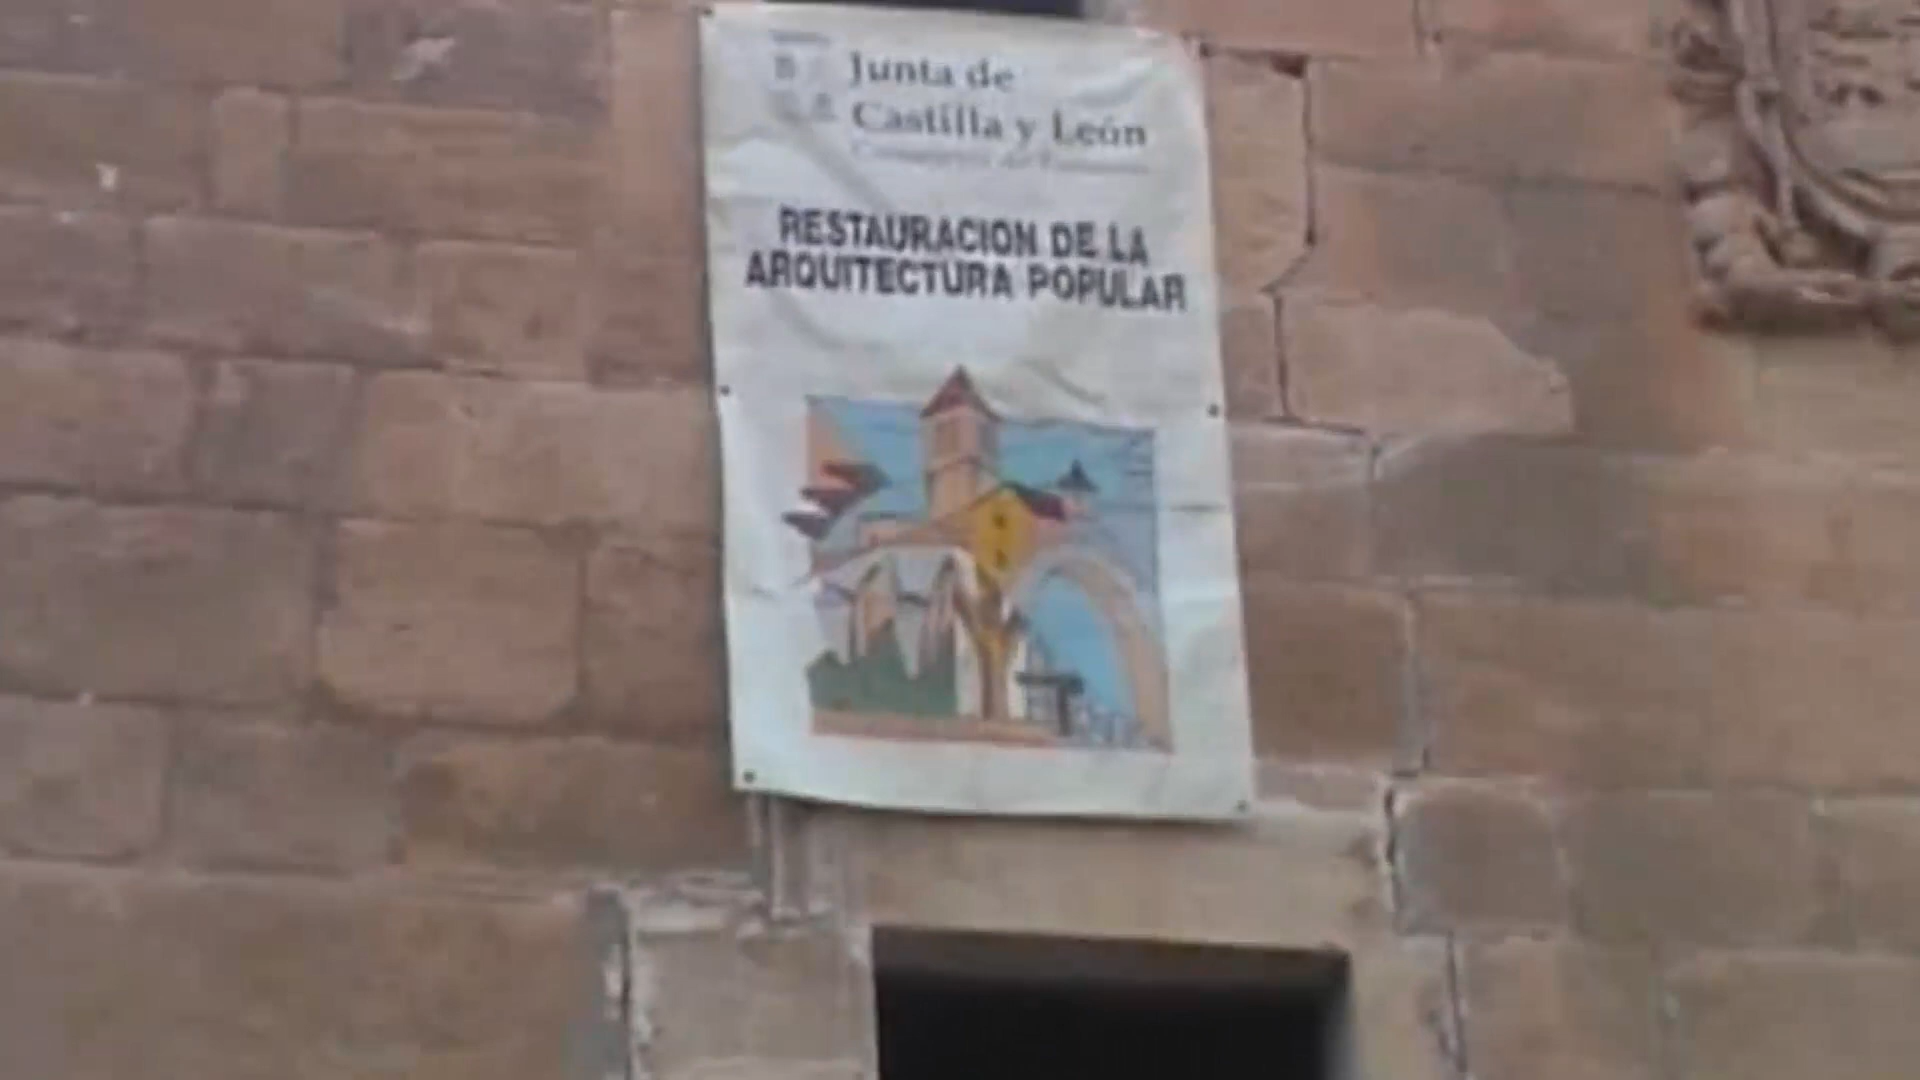 Junta de
Castilla y León
RESTAURACION DE LA
ARQUITECTURA POPULAR